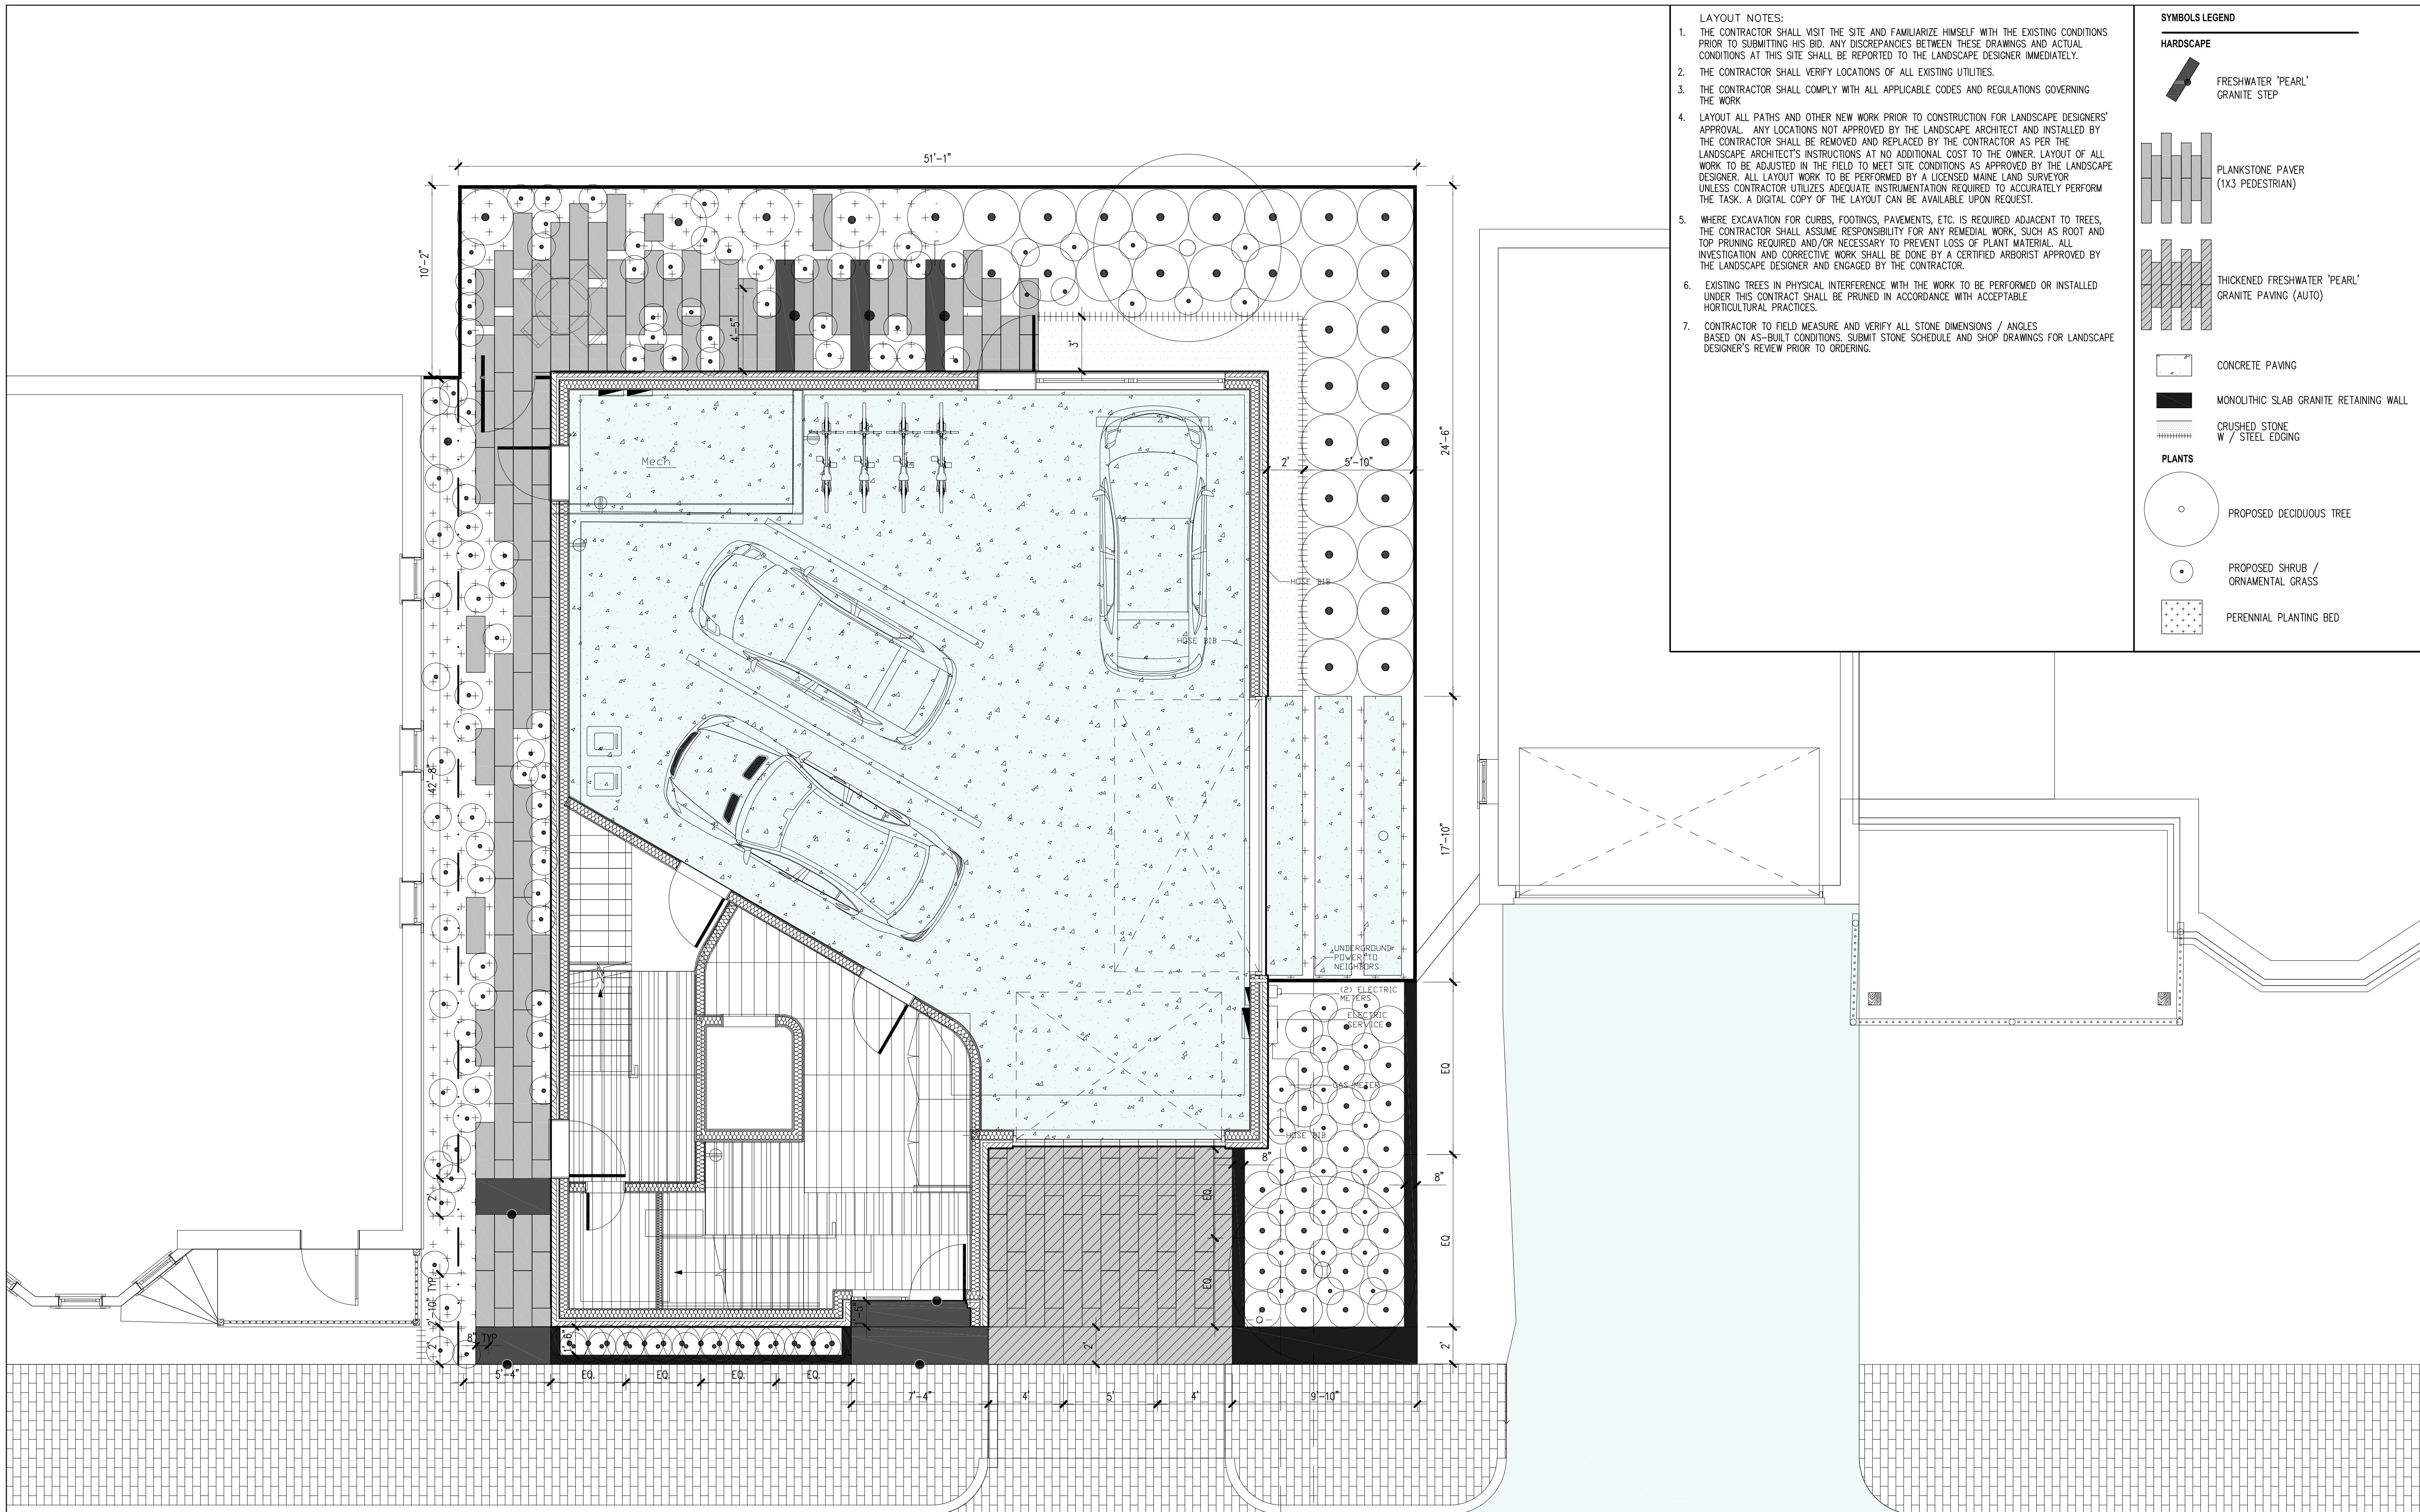 LAYOUT NOTES:
1. THE CONTRACTOR SHALL VISIT THE SITE AND FAMILIARIZE HIMSELF WITH THE EXISTING CONDITIONS
PRIOR TO SUBMITTING HIS BID. ANY DISCREPANCIES BETWEEN THESE DRAWINGS AND ACTUAL
CONDITIONS AT THIS SITE SHALL BE REPORTED TO THE LANDSCAPE DESIGNER IMMEDIATELY.
2. THE CONTRACTOR SHALL VERIFY LOCATIONS OF ALL EXISTING UTILITIES.
3. THE CONTRACTOR SHALL COMPLY WITH ALL APPLICABLE CODES AND REGULATIONS GOVERNING
THE WORK
4. LAYOUT ALL PATHS AND OTHER NEW WORK PRIOR TO CONSTRUCTION FOR LANDSCAPE DESIGNERS'
APPROVAL. ANY LOCATIONS NOT APPROVED BY THE LANDSCAPE ARCHITECT AND INSTALLED BY
THE CONTRACTOR SHALL BE REMOVED AND REPLACED BY THE CONTRACTOR AS PER THE
LANDSCAPE ARCHITECT'S INSTRUCTIONS AT NO ADDITIONAL COST TO THE OWNER. LAYOUT OF ALL
WORK TO BE ADJUSTED IN THE FIELD TO MEET SITE CONDITIONS AS APPROVED BY THE LANDSCAPE
DESIGNER. ALL LAYOUT WORK TO BE PERFORMED BY A LICENSED MAINE LAND SURVEYOR
UNLESS CONTRACTOR UTILIZES ADEQUATE INSTRUMENTATION REQUIRED TO ACCURATELY PERFORM
THE TASK. A DIGITAL COPY OF THE LAYOUT CAN BE AVAILABLE UPON REQUEST.
5. WHERE EXCAVATION FOR CURBS, FOOTINGS, PAVEMENTS, ETC. IS REQUIRED ADJACENT TO TREES,
THE CONTRACTOR SHALL ASSUME RESPONSIBILITY FOR ANY REMEDIAL WORK, SUCH AS ROOT AND
TOP PRUNING REQUIRED AND/OR NECESSARY TO PREVENT LOSS OF PLANT MATERIAL. ALL
INVESTIGATION AND CORRECTIVE WORK SHALL BE DONE BY A CERTIFIED ARBORIST APPROVED BY
THE LANDSCAPE DESIGNER AND ENGAGED BY THE CONTRACTOR.
6. EXISTING TREES IN PHYSICAL INTERFERENCE WITH THE WORK TO BE PERFORMED OR INSTALLED
UNDER THIS CONTRACT SHALL BE PRUNED IN ACCORDANCE WITH ACCEPTABLE
HORTICULTURAL PRACTICES.
7. CONTRACTOR TO FIELD MEASURE AND VERIFY ALL STONE DIMENSIONS / ANGLES
BASED ON AS-BUILT CONDITIONS. SUBMIT STONE SCHEDULE AND SHOP DRAWINGS FOR LANDSCAPE
DESIGNER'S REVIEW PRIOR TO ORDERING.
SYMBOLS LEGEND
HARDSCAPE
FRESHWATER 'PEARL'
GRANITE STEP
PLANKSTONE PAVER
(1X3 PEDESTRIAN)
THICKENED FRESHWATER 'PEARL'
GRANITE PAVING (AUTO)
CONCRETE PAVING
MONOLITHIC SLAB GRANITE RETAINING WALL
CRUSHED STONE
W / STEEL EDGING
PLANTS
PROPOSED DECIDUOUS TREE
PROPOSED SHRUB /
ORNAMENTAL GRASS
PERENNIAL PLANTING BED
51'-1"
10'-2"
4'-5"
3'
24'-6"
Mech
2'
5'-10"
HOSE BIB
HOSE BIB
42'-8"
17'-10"
UNDERGROUND
POWER TO
NEIGHBORS
(2) ELECTRIC
METERS
ELECTRIC
SERVICE
EQ
GAS METER
HOSE BIB
8"
8"
2'
EQ.
EQ
2'-10" TYP.
EQ.
1'-5"
8" TYP
2'
1'-6"
2'
2'
5'-4"
EQ.
EQ.
EQ.
EQ.
7'-4"
4'
5'
4'
9'-10"